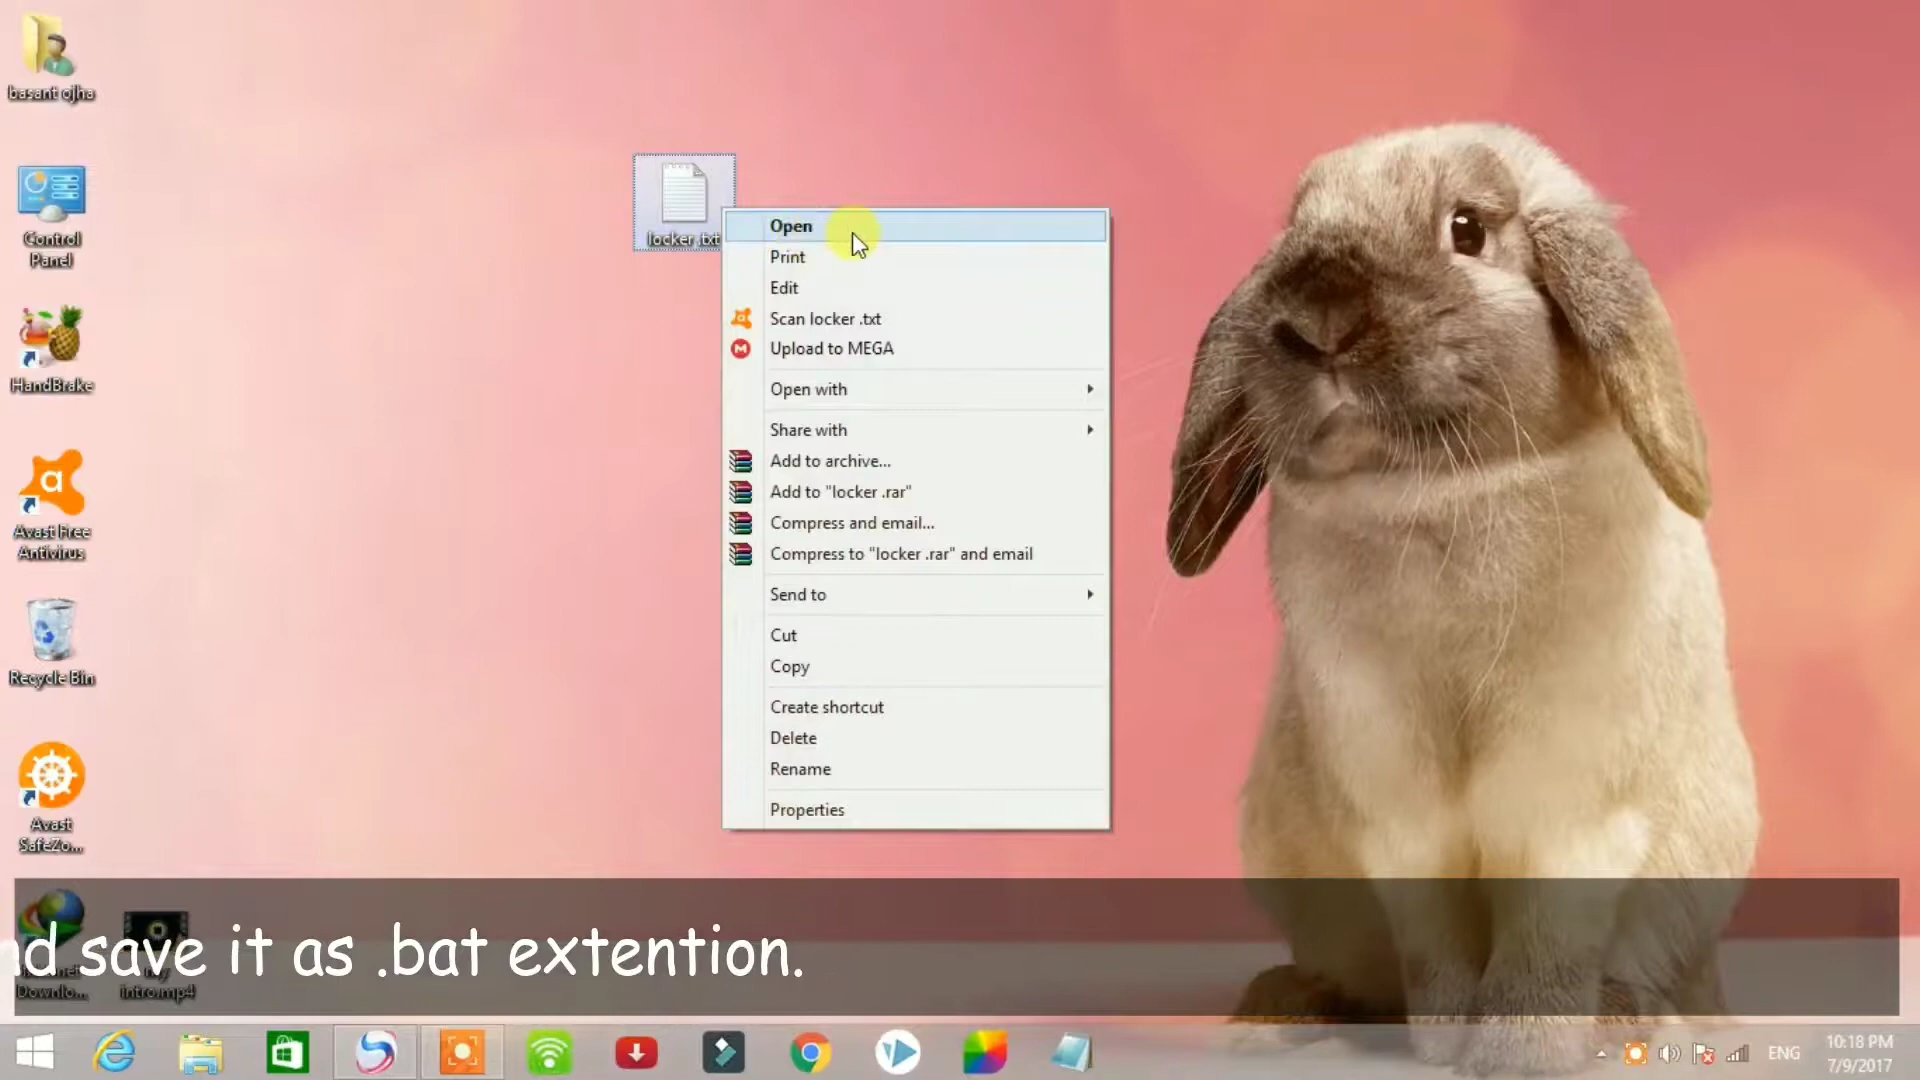 basant ojha
Control
Panel
HandBrake
Avast Free
Antivirus
Recycle Bin
Avast
SafeZo...
Downlo...
my
intro.mp4
locker .txt
Open
Print
Edit
Scan locker .txt
Upload to MEGA
Open with
Share with
Add to archive...
Add to "locker .rar"
Compress and email...
Compress to "locker .rar" and email
Send to
Cut
Copy
Create shortcut
Delete
Rename
Properties
nd save it as .bat extention.
ENG
10:18 PM
7/9/2017